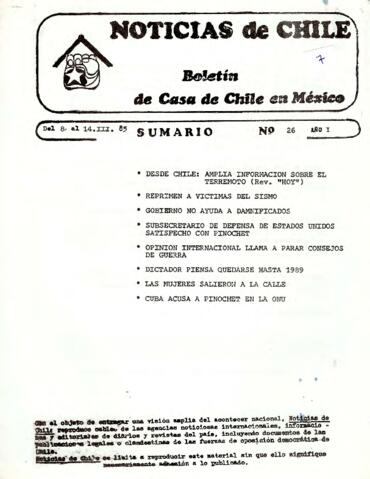 NOTICIAS de CHILE
7
Boletín
de Casa de Chile en México
Del 8 al 14.III. 85 SUMARIO Nº 26 AÑO I
* DESDE CHILE: AMPLIA INFORMACION SOBRE EL
TERREMOTO (Rev. "HOY")
* REPRIMEN A VICTIMAS DEL SISMO
* GOBIERNO NO AYUDA A DAMNIFICADOS
* SUBSECRETARIO DE DEFENSA DE ESTADOS UNIDOS
SATISFECHO CON PINOCHET
* OPINION INTERNACIONAL LLAMA A PARAR CONSEJOS
DE GUERRA
* DICTADOR PIENSA QUEDARSE HASTA 1989
* LAS MUJERES SALIERON A LA CALLE
* CUBA ACUSA A PINOCHET EN LA ONU
Con el objeto de entregar una visión amplia del acontecer nacional, Noticias de
Chile reproduce cables de las agencias noticiosas internacionales, informacio -
nes y editoriales de diarios y revistas del país, incluyendo documentos de las
publicaciones legales o clandestinas de las fuerzas de oposición democrática de
Chile.
Noticias de Chile se limita a reproducir este material sin que ello signifique
necesariamente adhesión a lo publicado.